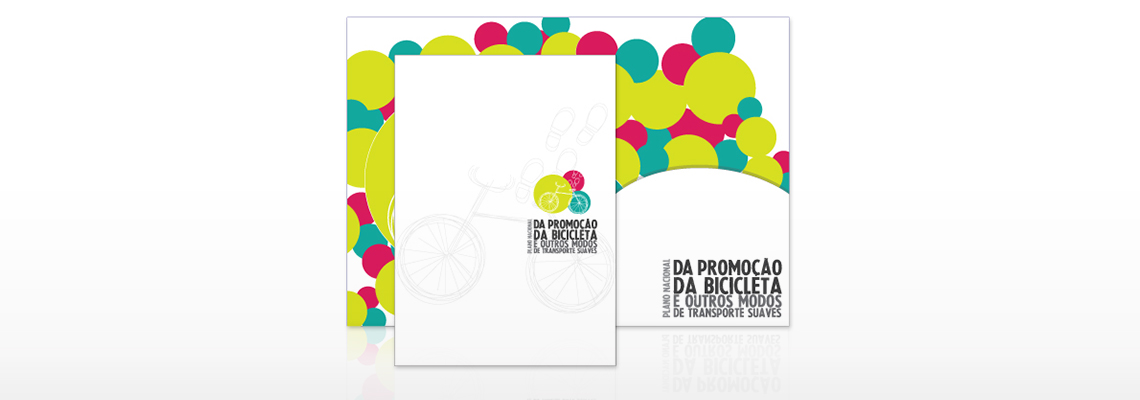 PLANO NACIONAL
DA PROMOÇÃO
DA BICICLETA
E OUTROS MODOS
DE TRANSPORTE SUAVES
PLANO NACIONAL
DA PROMOÇÃO
DA BICICLÉTA
E OUTROS MODOS
DE TRANSPORTE SUAVES